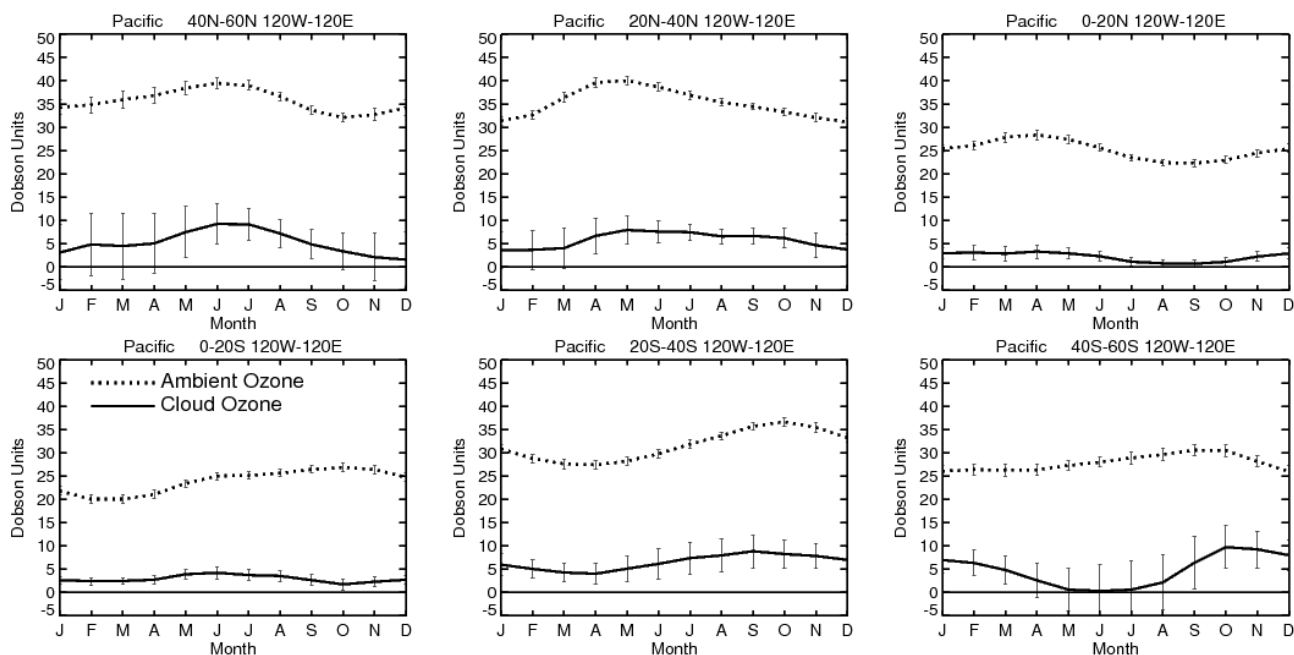 Pacific 40N-60N 120W-120E
50
45
40
35
30
25
20
15
10
5
0
-5
Dobson Units
J F M A M J J A S O N D
Month
Pacific 20N-40N 120W-120E
50
45
40
35
30
25
20
15
10
5
0
-5
Dobson Units
J F M A M J J A S O N D
Month
Pacific 0-20N 120W-120E
50
45
40
35
30
25
20
15
10
5
0
-5
Dobson Units
J F M A M J J A S O N D
Month
Pacific 0-20S 120W-120E
50
45
40
35
30
25
20
15
10
5
0
-5
Dobson Units
Ambient Ozone
Cloud Ozone
J F M A M J J A S O N D
Month
Pacific 20S-40S 120W-120E
50
45
40
35
30
25
20
15
10
5
0
-5
Dobson Units
J F M A M J J A S O N D
Month
Pacific 40S-60S 120W-120E
50
45
40
35
30
25
20
15
10
5
0
-5
Dobson Units
J F M A M J J A S O N D
Month